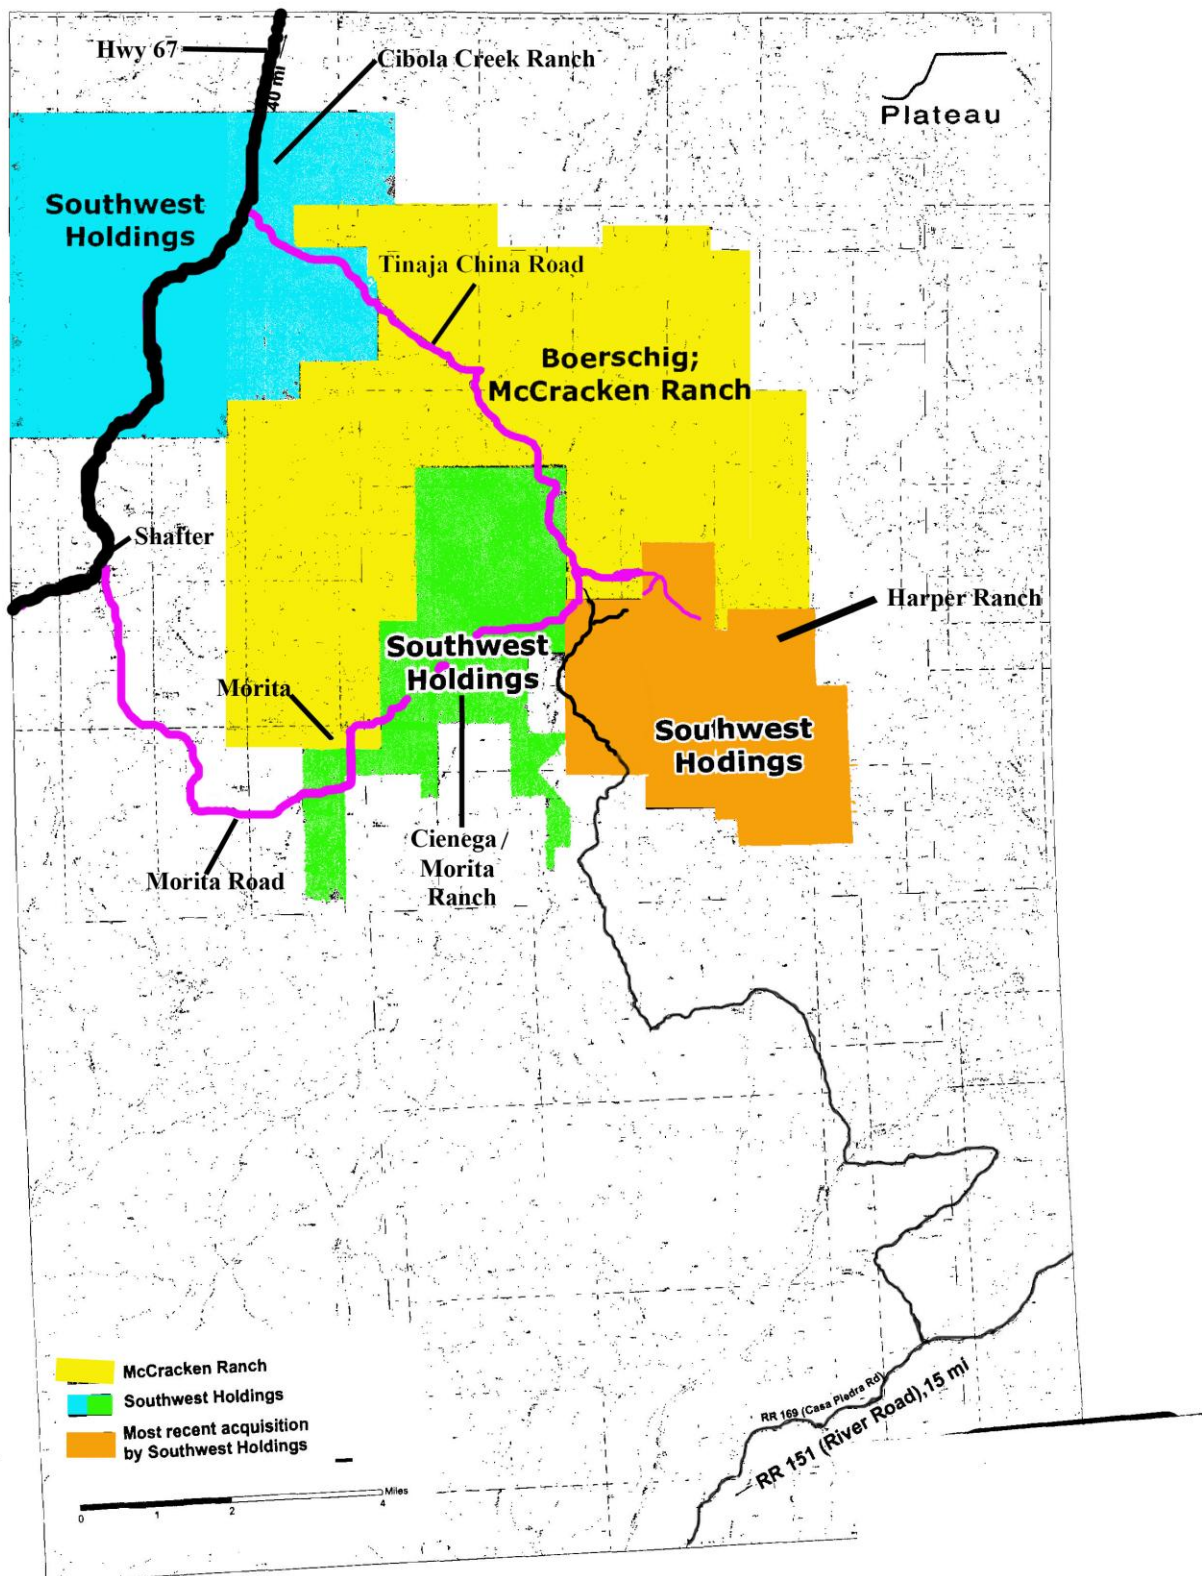 Hwy 67
Cibola Creek Ranch
40 mi
Plateau
Southwest
Holdings
Tinaja China Road
Boerschig;
McCracken Ranch
Shafter
Harper Ranch
Southwest
Holdings
Morita
Southwest
Hodings
Cienega /
Morita
Ranch
Morita Road
McCracken Ranch
Southwest Holdings
Most recent acquisition
by Southwest Holdings
RR 169 (Casa Piedra Rd)
RR 151 (River Road),15 mi
Miles
0 1 2 4